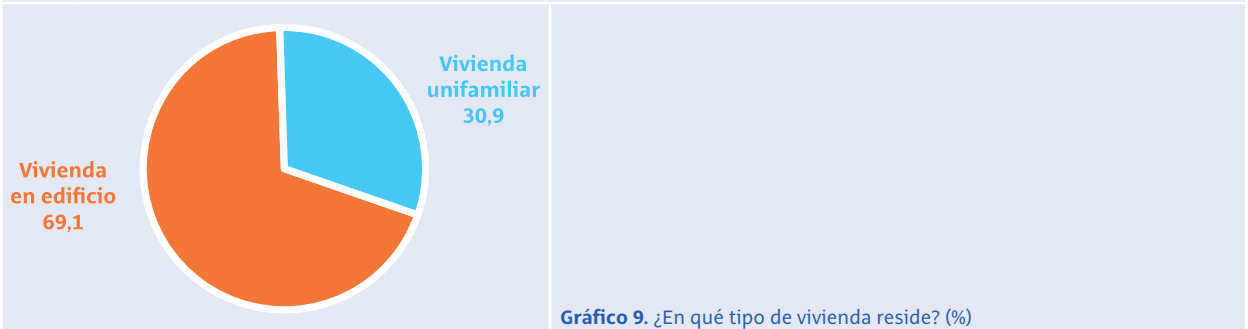 Vivienda
unifamiliar
30,9
Vivienda
en edificio
69,1
Gráfico 9. ¿En qué tipo de vivienda reside? (%)